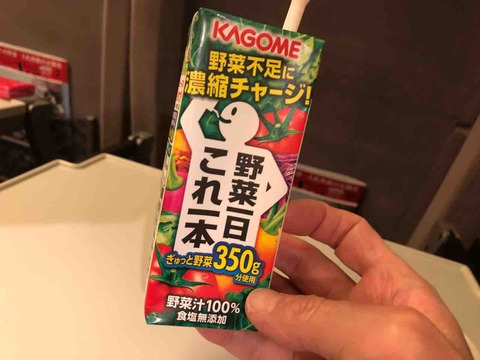 KAGOME
野菜不足に
濃縮チャージ!
野菜一日
これ一本
ぎゅっと野菜350g
分使用
野菜汁100%
食塩無添加